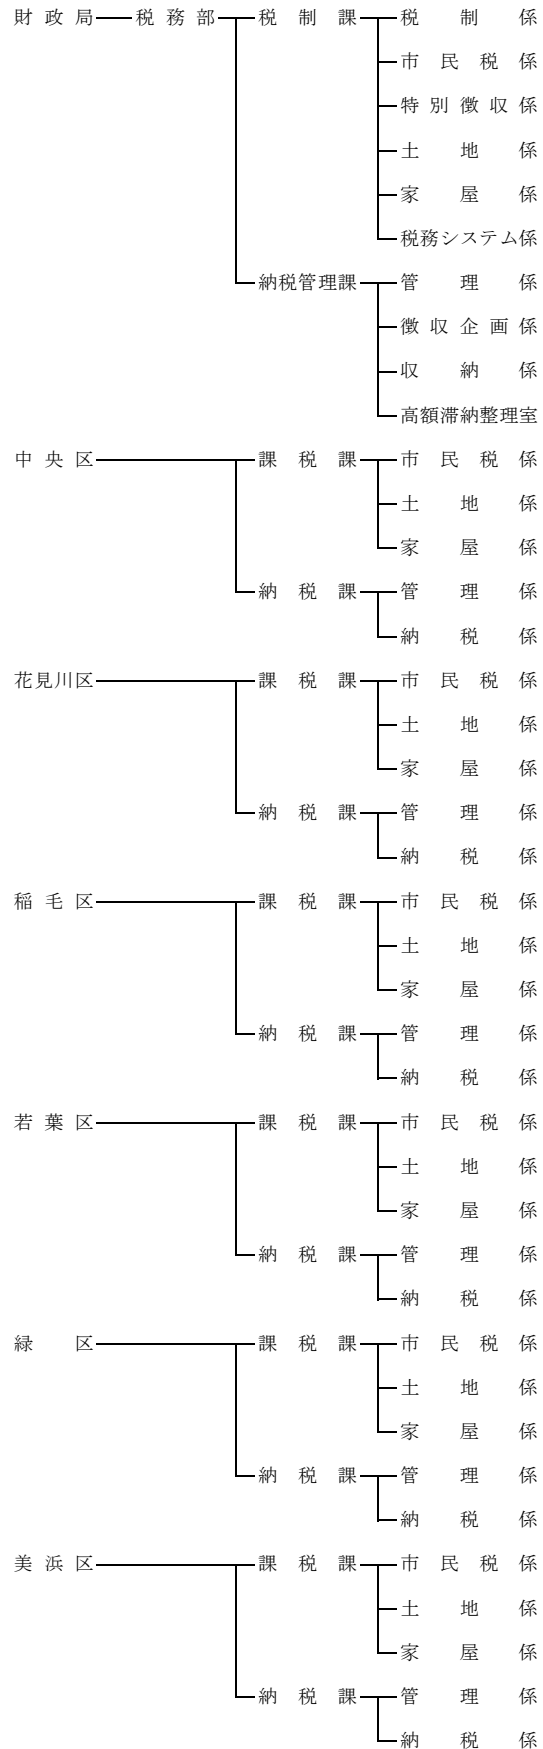 財政局 税務部 税制課 税制係
市民税係
特別徴収係
土地係
家屋係
税務システム係
納税管理課 管理係
徴収企画係
収納係
高額滞納整理室
中央区 課税課 市民税係
土地係
家屋係
納税課 管理係
納税係
花見川区 課税課 市民税係
土地係
家屋係
納税課 管理係
納税係
稲毛区 課税課 市民税係
土地係
家屋係
納税課 管理係
納税係
若葉区 課税課 市民税係
土地係
家屋係
納税課 管理係
納税係
緑区 課税課 市民税係
土地係
家屋係
納税課 管理係
納税係
美浜区 課税課 市民税係
土地係
家屋係
納税課 管理係
納税係